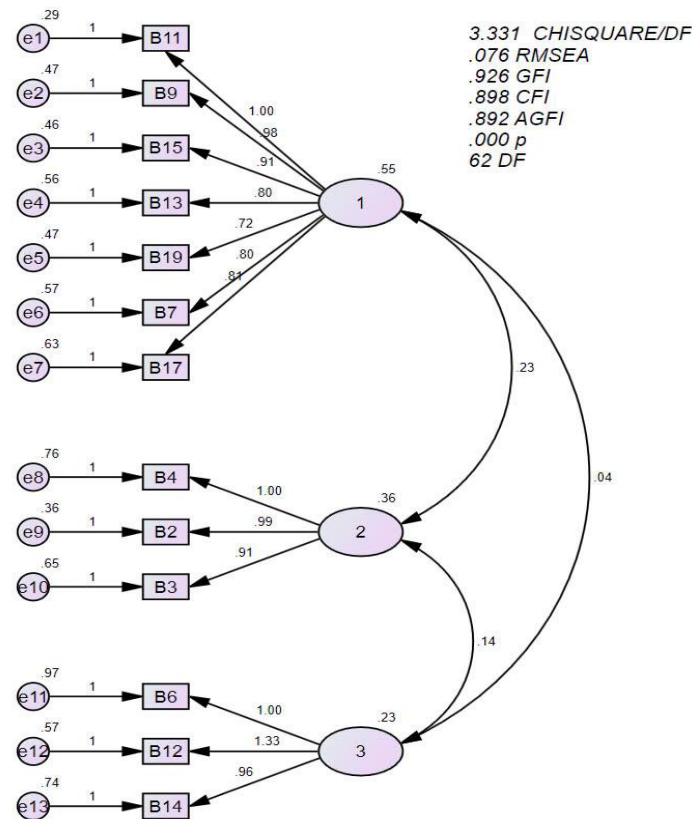 3.331 CHISQUARE/DF
.076 RMSEA
.926 GFI
.898 CFI
.892 AGFI
.000 p
62 DF
.29
e1 1 B11
.47
e2 1 B9
.46
e3 1 B15
.56
e4 1 B13
.47
e5 1 B19
.57
e6 1 B7
.63
e7 1 B17
1.00
.98
.91
.80
.72
.80
.81
.55
1
.23
.04
.76
e8 1 B4
.36
e9 1 B2
.65
e10 1 B3
1.00
.99
.91
.36
2
.14
.97
e11 1 B6
.57
e12 1 B12
.74
e13 1 B14
1.00
1.33
.96
.23
3